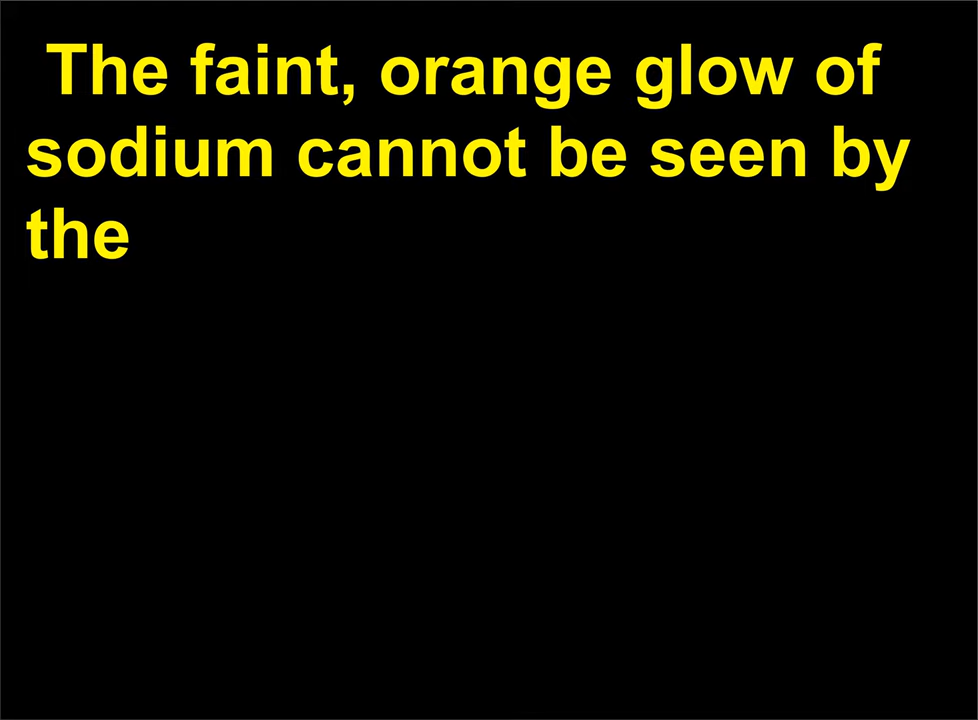 The faint, orange glow of
sodium cannot be seen by
the